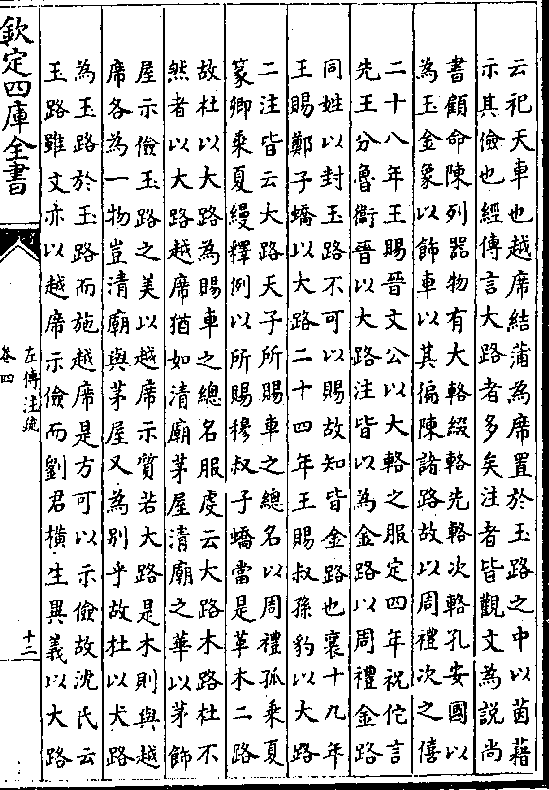 云祀天車也越席結蒲為席置於玉路之中以茵藉
示其儉也經傳言大路者多矣注者皆觀文為説尚
書顧命陳列器物有大輅綴輅先輅次輅孔安國以
為玉金象以飾車以其徧陳諸路故以周禮次之僖
二十八年王賜晉文公以大輅之服定四年祝佗言
先王分魯衞晉以大路注皆以為金路以周禮金路
同姓以封玉路不可以賜故知皆金路也襄十九年
王賜鄭子蟜以大路二十四年王賜叔孫豹以大路
二注皆云大路天子所賜車之總名以周禮孤乘夏
篆卿乘夏縵釋例以所賜穆叔子蟜當是革木二路
故杜以大路為賜車之總名服虔云大路木路杜不
然者以大路越席猶如清廟茅屋清廟之華以茅飾
屋示儉玉路之美以越席示質若大路是木則與越
席各為一物豈清廟與茅屋又為別乎故杜以犬路
為玉路於玉路而施越席是方可以示儉故沈氏云
玉路雖文亦以越席示儉而劉君横生異義以大路
欽定四庫全書
左傳注疏
卷四
十二